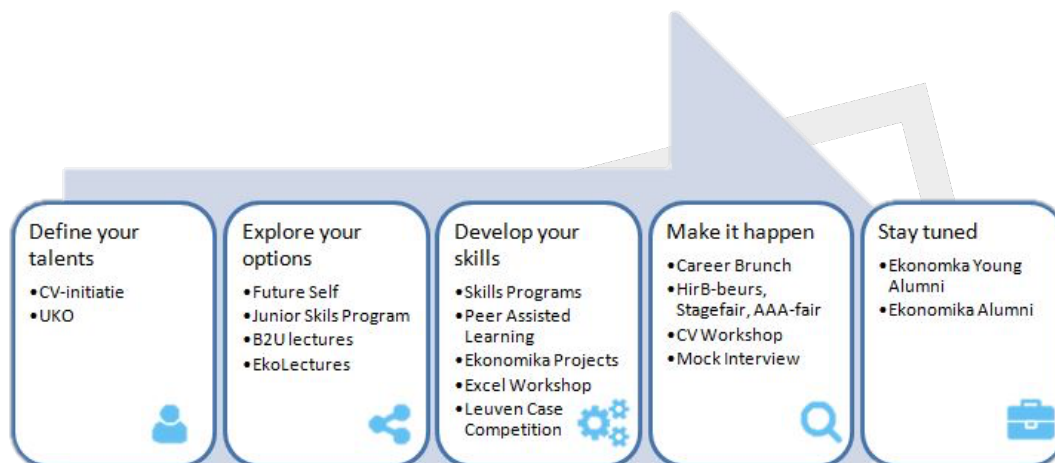 Define your
talents
•CV-initiatie
•UKO
Explore your
options
•Future Self
•Junior Skils Program
•B2U lectures
•EkoLectures
Develop your
skills
•Skills Programs
•Peer Assisted
Learning
•Ekonomika Projects
•Excel Workshop
•Leuven Case
Competition
Make it happen
•Career Brunch
•HirB-beurs,
Stagefair, AAA-fair
•CV Workshop
•Mock Interview
Stay tuned
•Ekonomka Young
Alumni
•Ekonomika Alumni